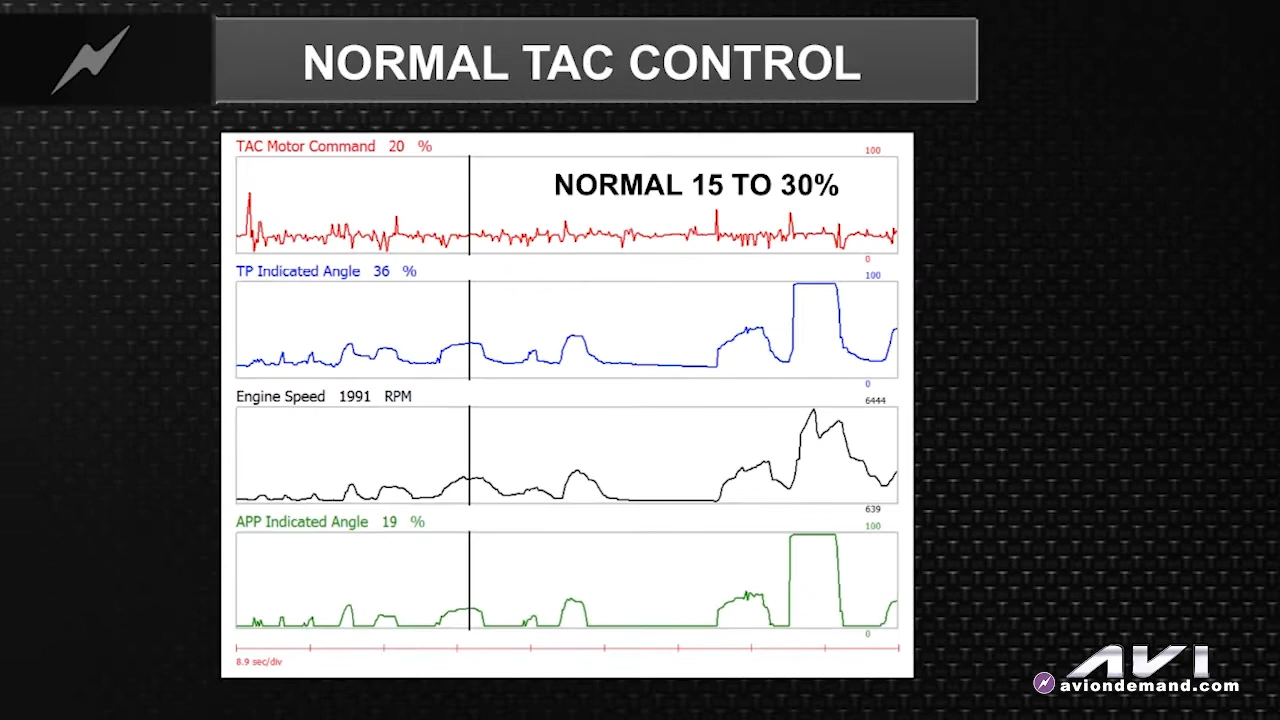 NORMAL TAC CONTROL
TAC Motor Command 20 %
100
NORMAL 15 TO 30%
0
TP Indicated Angle 36 %
100
0
Engine Speed 1991 RPM
6444
639
APP Indicated Angle 19 %
100
0
8.9 sec/div
AVI
aviondemand.com